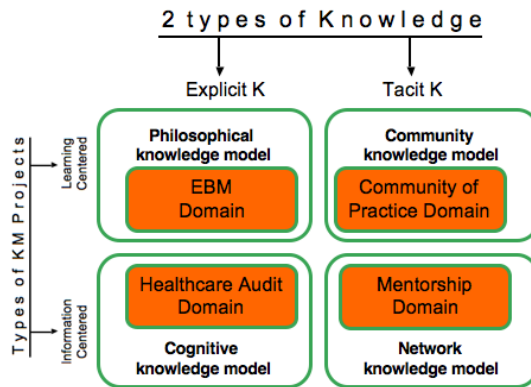 2 types of Knowledge
Explicit K
Tacit K
Types of KM Projects
Learning
Centered
Philosophical
knowledge model
EBM
Domain
Community
knowledge model
Community of
Practice Domain
Information
Centered
Healthcare Audit
Domain
Cognitive
knowledge model
Mentorship
Domain
Network
knowledge model